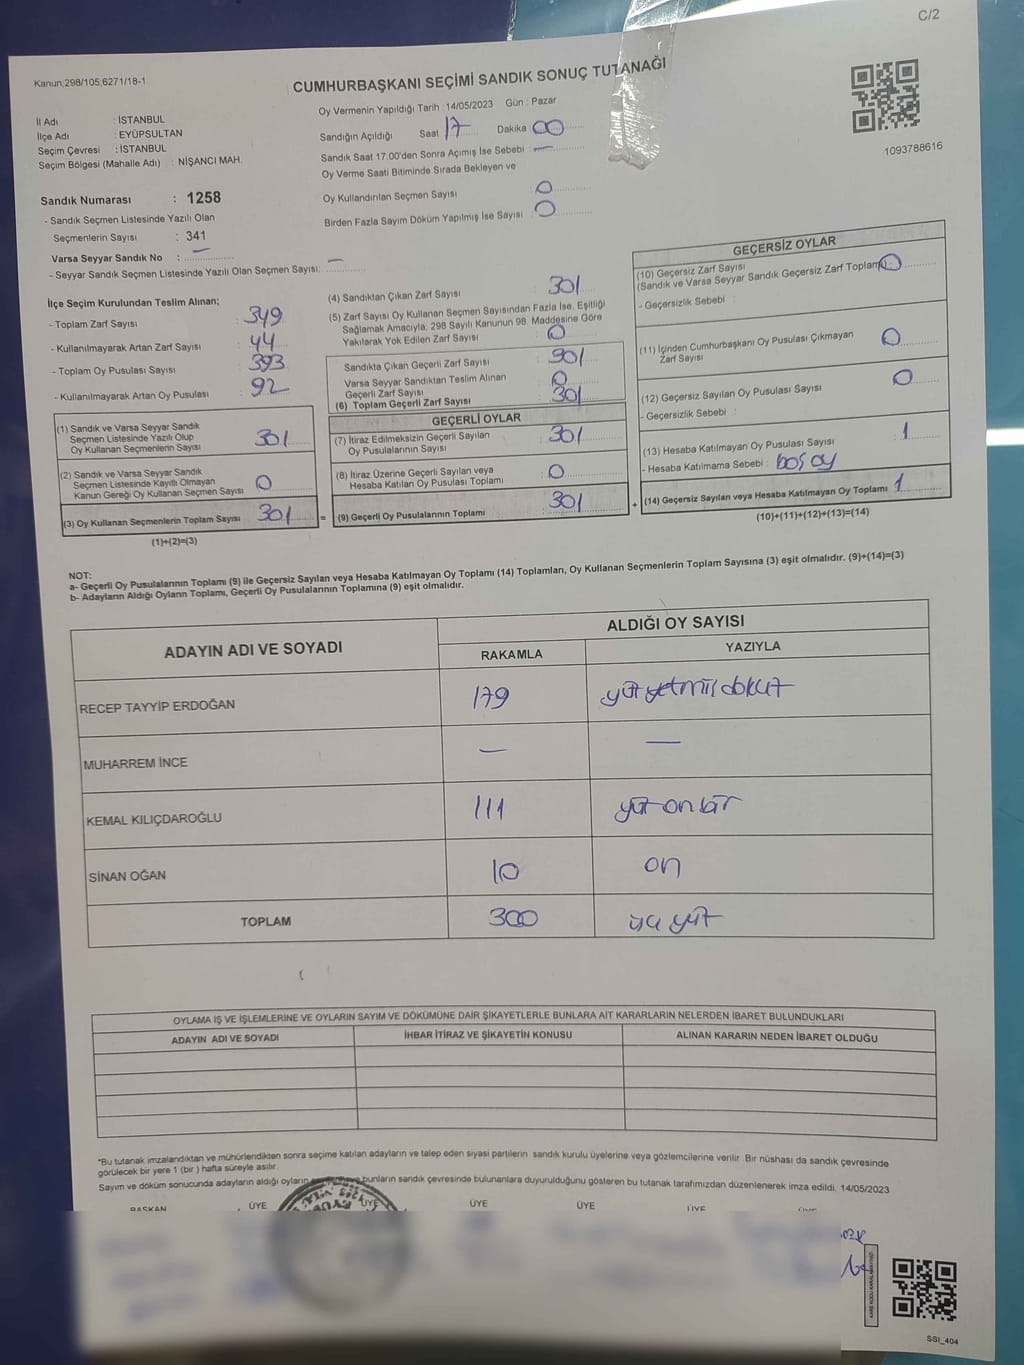 C/2
Kanun;298/105,6271/18-1
CUMHURBAŞKANI SEÇİMİ SANDIK SONUÇ TUTANAĞI
Oy Vermenin Yapıldığı Tarih : 14/05/2023 Gün : Pazar
İl Adı : İSTANBUL
İlçe Adı : EYÜPSULTAN
Seçim Çevresi : İSTANBUL
Seçim Bölgesi (Mahalle Adı) : NİŞANCI MAH.
Sandığın Açıldığı Saat 17 Dakika 00
Sandık Saat 17.00'den Sonra Açımış İse Sebebi : —
Oy Verme Saati Bitiminde Sırada Bekleyen ve
Oy Kullandırılan Seçmen Sayısı : 0
Birden Fazla Sayım Döküm Yapılmış İse Sayısı : 0
1093788616
Sandık Numarası : 1258
- Sandık Seçmen Listesinde Yazılı Olan
Seçmenlerin Sayısı : 341
Varsa Seyyar Sandık No : —
- Seyyar Sandık Seçmen Listesinde Yazılı Olan Seçmen Sayısı: —
İlçe Seçim Kurulundan Teslim Alınan;
- Toplam Zarf Sayısı : 349
- Kullanılmayarak Artan Zarf Sayısı : 44
- Toplam Oy Pusulası Sayısı : 393
- Kullanılmayarak Artan Oy Pusulası : 92
(1) Sandık ve Varsa Seyyar Sandık
Seçmen Listesinde Yazılı Olup
Oy Kullanan Seçmenlerin Sayısı : 301
(2) Sandık ve Varsa Seyyar Sandık
Seçmen Listesinde Kayıtlı Olmayan
Kanun Gereği Oy Kullanan Seçmen Sayısı : 0
(3) Oy Kullanan Seçmenlerin Toplam Sayısı : 301
(1)+(2)=(3)
(4) Sandıktan Çıkan Zarf Sayısı : 301
(5) Zarf Sayısı Oy Kullanan Seçmen Sayısından Fazla İse, Eşitliği
Sağlamak Amacıyla, 298 Sayılı Kanunun 98. Maddesine Göre
Yakılarak Yok Edilen Zarf Sayısı : 0
Sandıkta Çıkan Geçerli Zarf Sayısı : 301
Varsa Seyyar Sandıktan Teslim Alınan
Geçerli Zarf Sayısı : 0
(6) Toplam Geçerli Zarf Sayısı : 301
GEÇERLİ OYLAR
(7) İtiraz Edilmeksizin Geçerli Sayılan
Oy Pusulalarının Sayısı : 301
(8) İtiraz Üzerine Geçerli Sayılan veya
Hesaba Katılan Oy Pusulası Toplamı : 0
= (9) Geçerli Oy Pusulalarının Toplamı : 301
GEÇERSİZ OYLAR
(10) Geçersiz Zarf Sayısı
(Sandık ve Varsa Seyyar Sandık Geçersiz Zarf Toplamı) : 0
- Geçersizlik Sebebi :
(11) İçinden Cumhurbaşkanı Oy Pusulası Çıkmayan
Zarf Sayısı : 0
(12) Geçersiz Sayılan Oy Pusulası Sayısı : 0
- Geçersizlik Sebebi :
(13) Hesaba Katılmayan Oy Pusulası Sayısı : 1
- Hesaba Katılmama Sebebi : boş oy
+ (14) Geçersiz Sayılan veya Hesaba Katılmayan Oy Toplamı : 1
(10)+(11)+(12)+(13)=(14)
NOT:
a- Geçerli Oy Pusulalarının Toplamı (9) ile Geçersiz Sayılan veya Hesaba Katılmayan Oy Toplamı (14) Toplamları, Oy Kullanan Seçmenlerin Toplam Sayısına (3) eşit olmalıdır. (9)+(14)=(3)
b- Adayların Aldığı Oyların Toplamı, Geçerli Oy Pusulalarının Toplamına (9) eşit olmalıdır.
ADAYIN ADI VE SOYADI ALDIĞI OY SAYISI
RAKAMLA YAZIYLA
RECEP TAYYİP ERDOĞAN 179 yüz yetmiş dokuz
MUHARREM İNCE — —
KEMAL KILIÇDAROĞLU 111 yüz on bir
SİNAN OĞAN 10 on
TOPLAM 300 üç yüz
OYLAMA İŞ VE İŞLEMLERİNE VE OYLARIN SAYIM VE DÖKÜMÜNE DAİR ŞİKAYETLERLE BUNLARA AİT KARARLARIN NELERDEN İBARET BULUNDUKLARI
ADAYIN ADI VE SOYADI İHBAR İTİRAZ VE ŞİKAYETİN KONUSU ALINAN KARARIN NEDEN İBARET OLDUĞU
*Bu tutanak imzalandıktan ve mühürlendikten sonra seçime katılan adayların ve talep eden siyasi partilerin sandık kurulu üyelerine veya gözlemcilerine verilir. Bir nüshası da sandık çevresinde
görülecek bir yere 1 (bir) hafta süreyle asılır.
Sayım ve döküm sonucunda adayların aldığı oyların bunların sandık çevresinde bulunanlara duyurulduğunu gösteren bu tutanak tarafımızdan düzenlenerek imza edildi. 14/05/2023
BAŞKAN ÜYE ÜYE ÜYE ÜYE ÜYE ÜYE
SSI_404